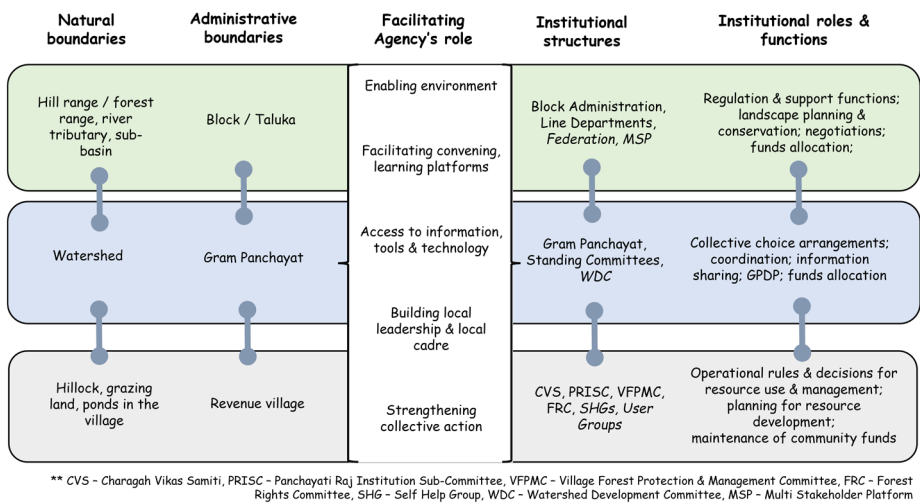 Natural
boundaries
Administrative
boundaries
Facilitating
Agency's role
Institutional
structures
Institutional roles &
functions
Hill range / forest
range, river
tributary, sub-
basin
Block / Taluka
Enabling environment
Facilitating convening,
learning platforms
Block Administration,
Line Departments,
Federation, MSP
Regulation & support functions;
landscape planning &
conservation; negotiations;
funds allocation;
Watershed
Gram Panchayat
Access to information,
tools & technology
Gram Panchayat,
Standing Committees,
WDC
Collective choice arrangements;
coordination; information
sharing; GPDP; funds allocation
Building local
leadership & local
cadre
Hillock, grazing
land, ponds in the
village
Revenue village
Strengthening
collective action
CVS, PRISC, VFPMC,
FRC, SHGs, User
Groups
Operational rules & decisions for
resource use & management;
planning for resource
development;
maintenance of community funds
** CVS – Charagah Vikas Samiti, PRISC – Panchayati Raj Institution Sub-Committee, VFPMC – Village Forest Protection & Management Committee, FRC – Forest
Rights Committee, SHG – Self Help Group, WDC – Watershed Development Committee, MSP – Multi Stakeholder Platform